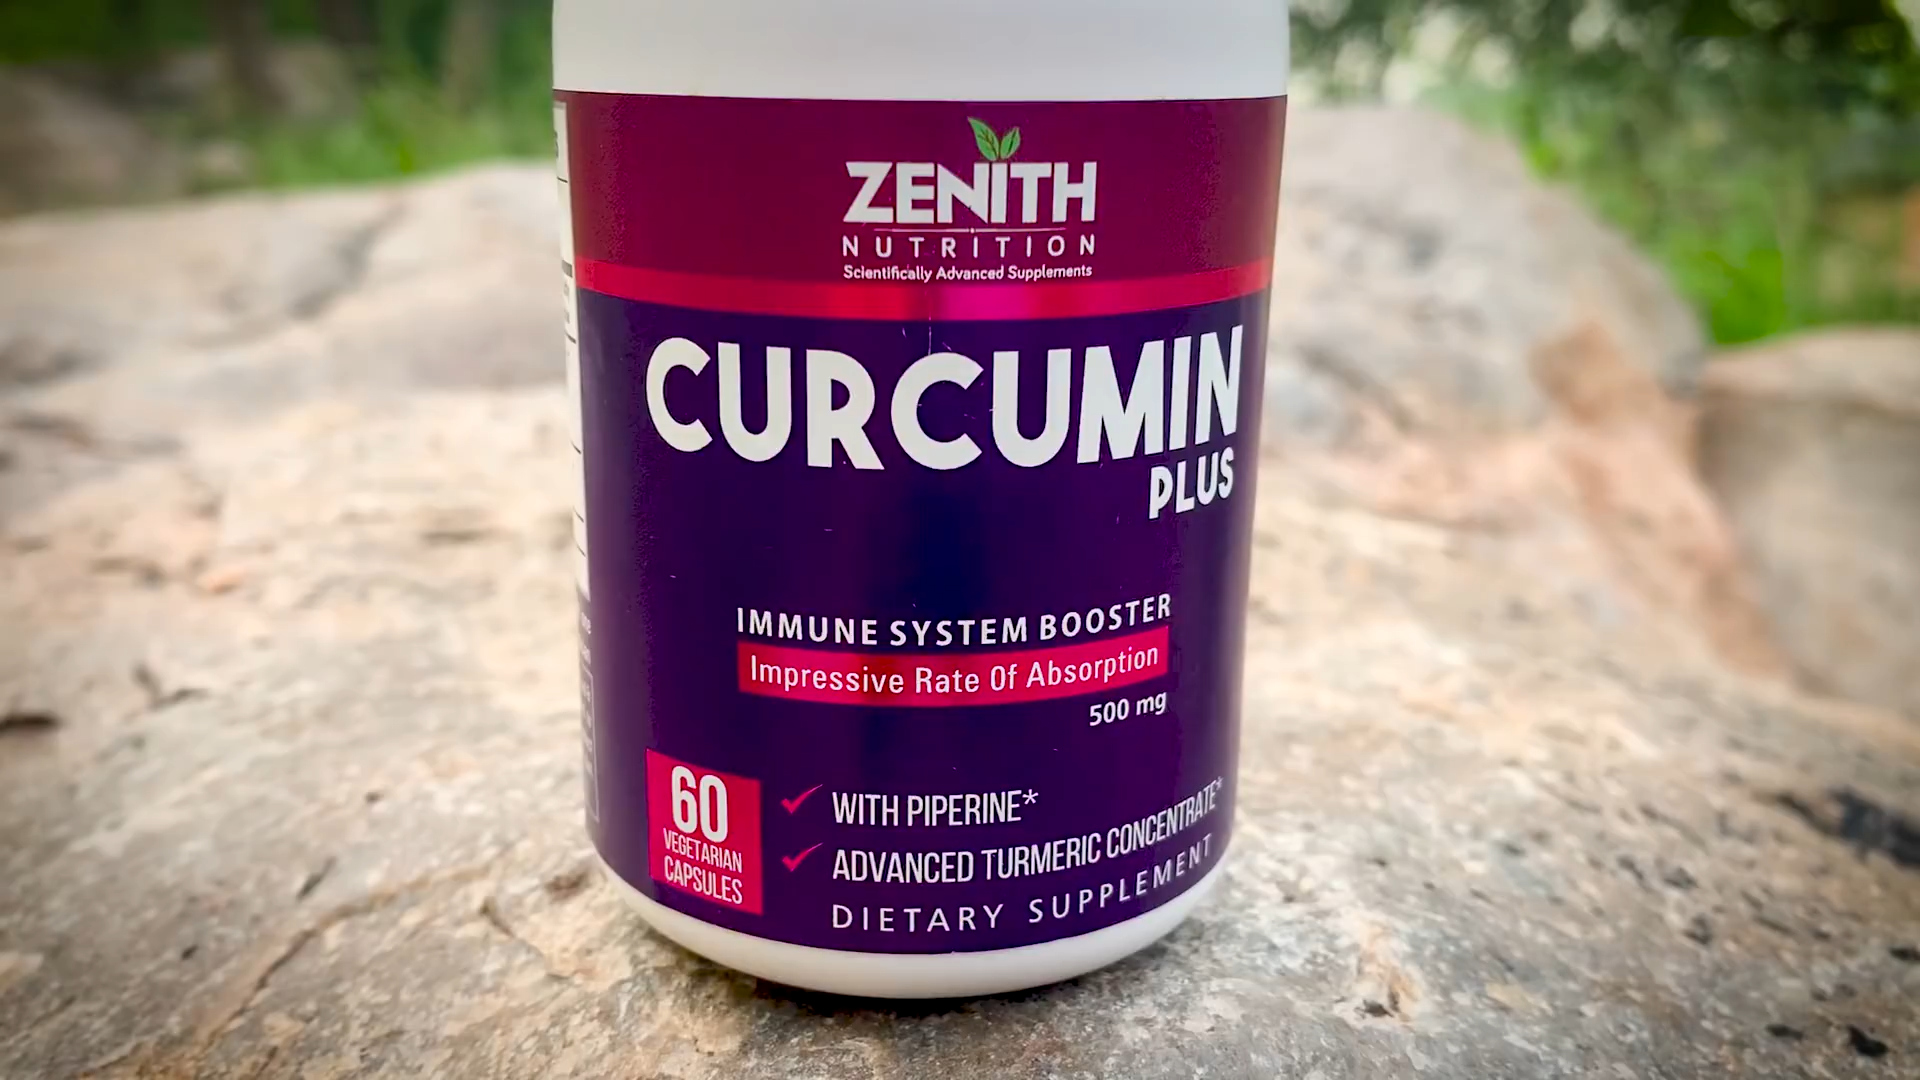 ZENITH
NUTRITION
Scientifically Advanced Supplements
CURCUMIN
PLUS
IMMUNE SYSTEM BOOSTER
Impressive Rate Of Absorption
500 mg
60
VEGETARIAN
CAPSULES
WITH PIPERINE*
ADVANCED TURMERIC CONCENTRATE*
DIETARY SUPPLEMENT